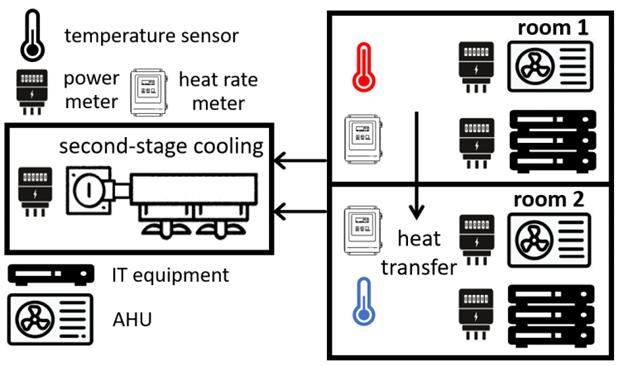 temperature sensor
power
meter
heat rate
meter
second-stage cooling
IT equipment
AHU
room 1
room 2
heat
transfer